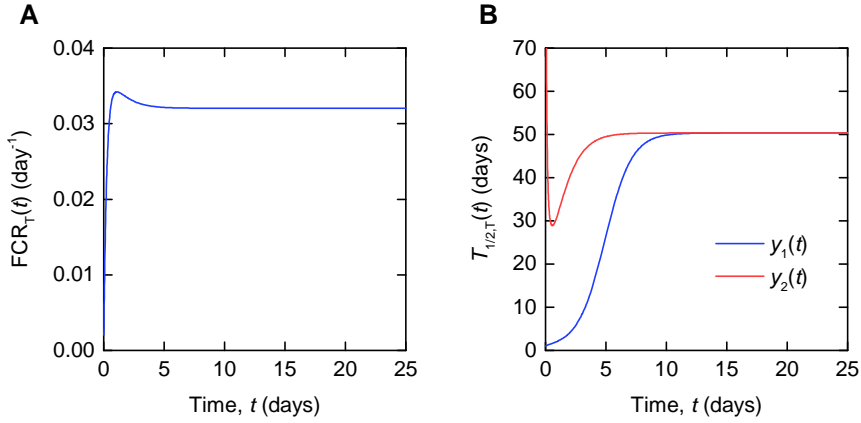 A
0.04
0.03
0.02
0.01
0.00
FCR_T(t) (day⁻¹)
0 5 10 15 20 25
Time, t (days)
B
70
60
50
40
30
20
10
0
T_1/2,T(t) (days)
y₁(t)
y₂(t)
0 5 10 15 20 25
Time, t (days)